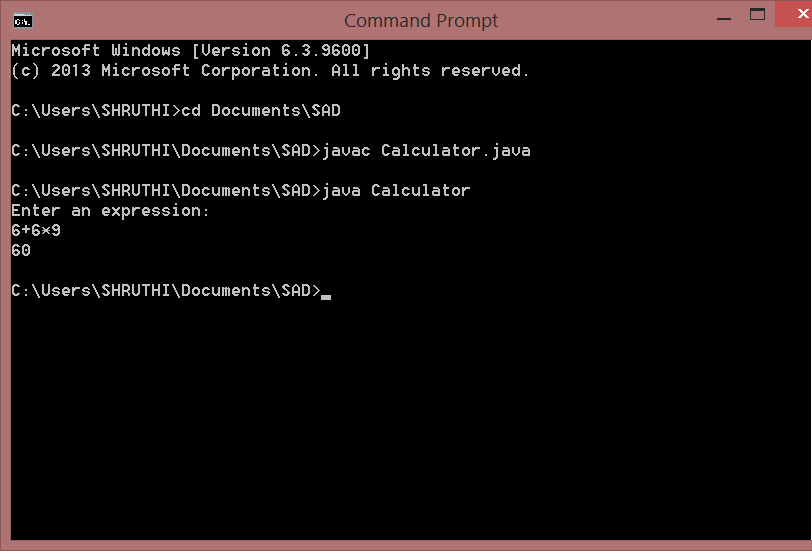 Command Prompt
Microsoft Windows [Version 6.3.9600]
(c) 2013 Microsoft Corporation. All rights reserved.
C:\Users\SHRUTHI>cd Documents\SAD
C:\Users\SHRUTHI\Documents\SAD>javac Calculator.java
C:\Users\SHRUTHI\Documents\SAD>java Calculator
Enter an expression:
6+6*9
60
C:\Users\SHRUTHI\Documents\SAD>